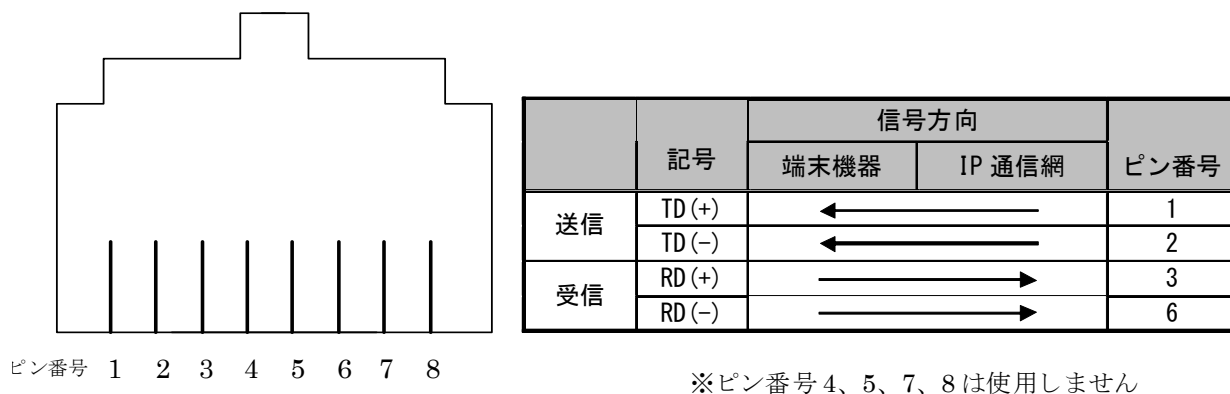 信号方向
記号 端末機器 IP 通信網 ピン番号
送信 TD(+) 1
TD(−) 2
受信 RD(+) 3
RD(−) 6
ピン番号 1 2 3 4 5 6 7 8
※ピン番号 4、5、7、8 は使用しません